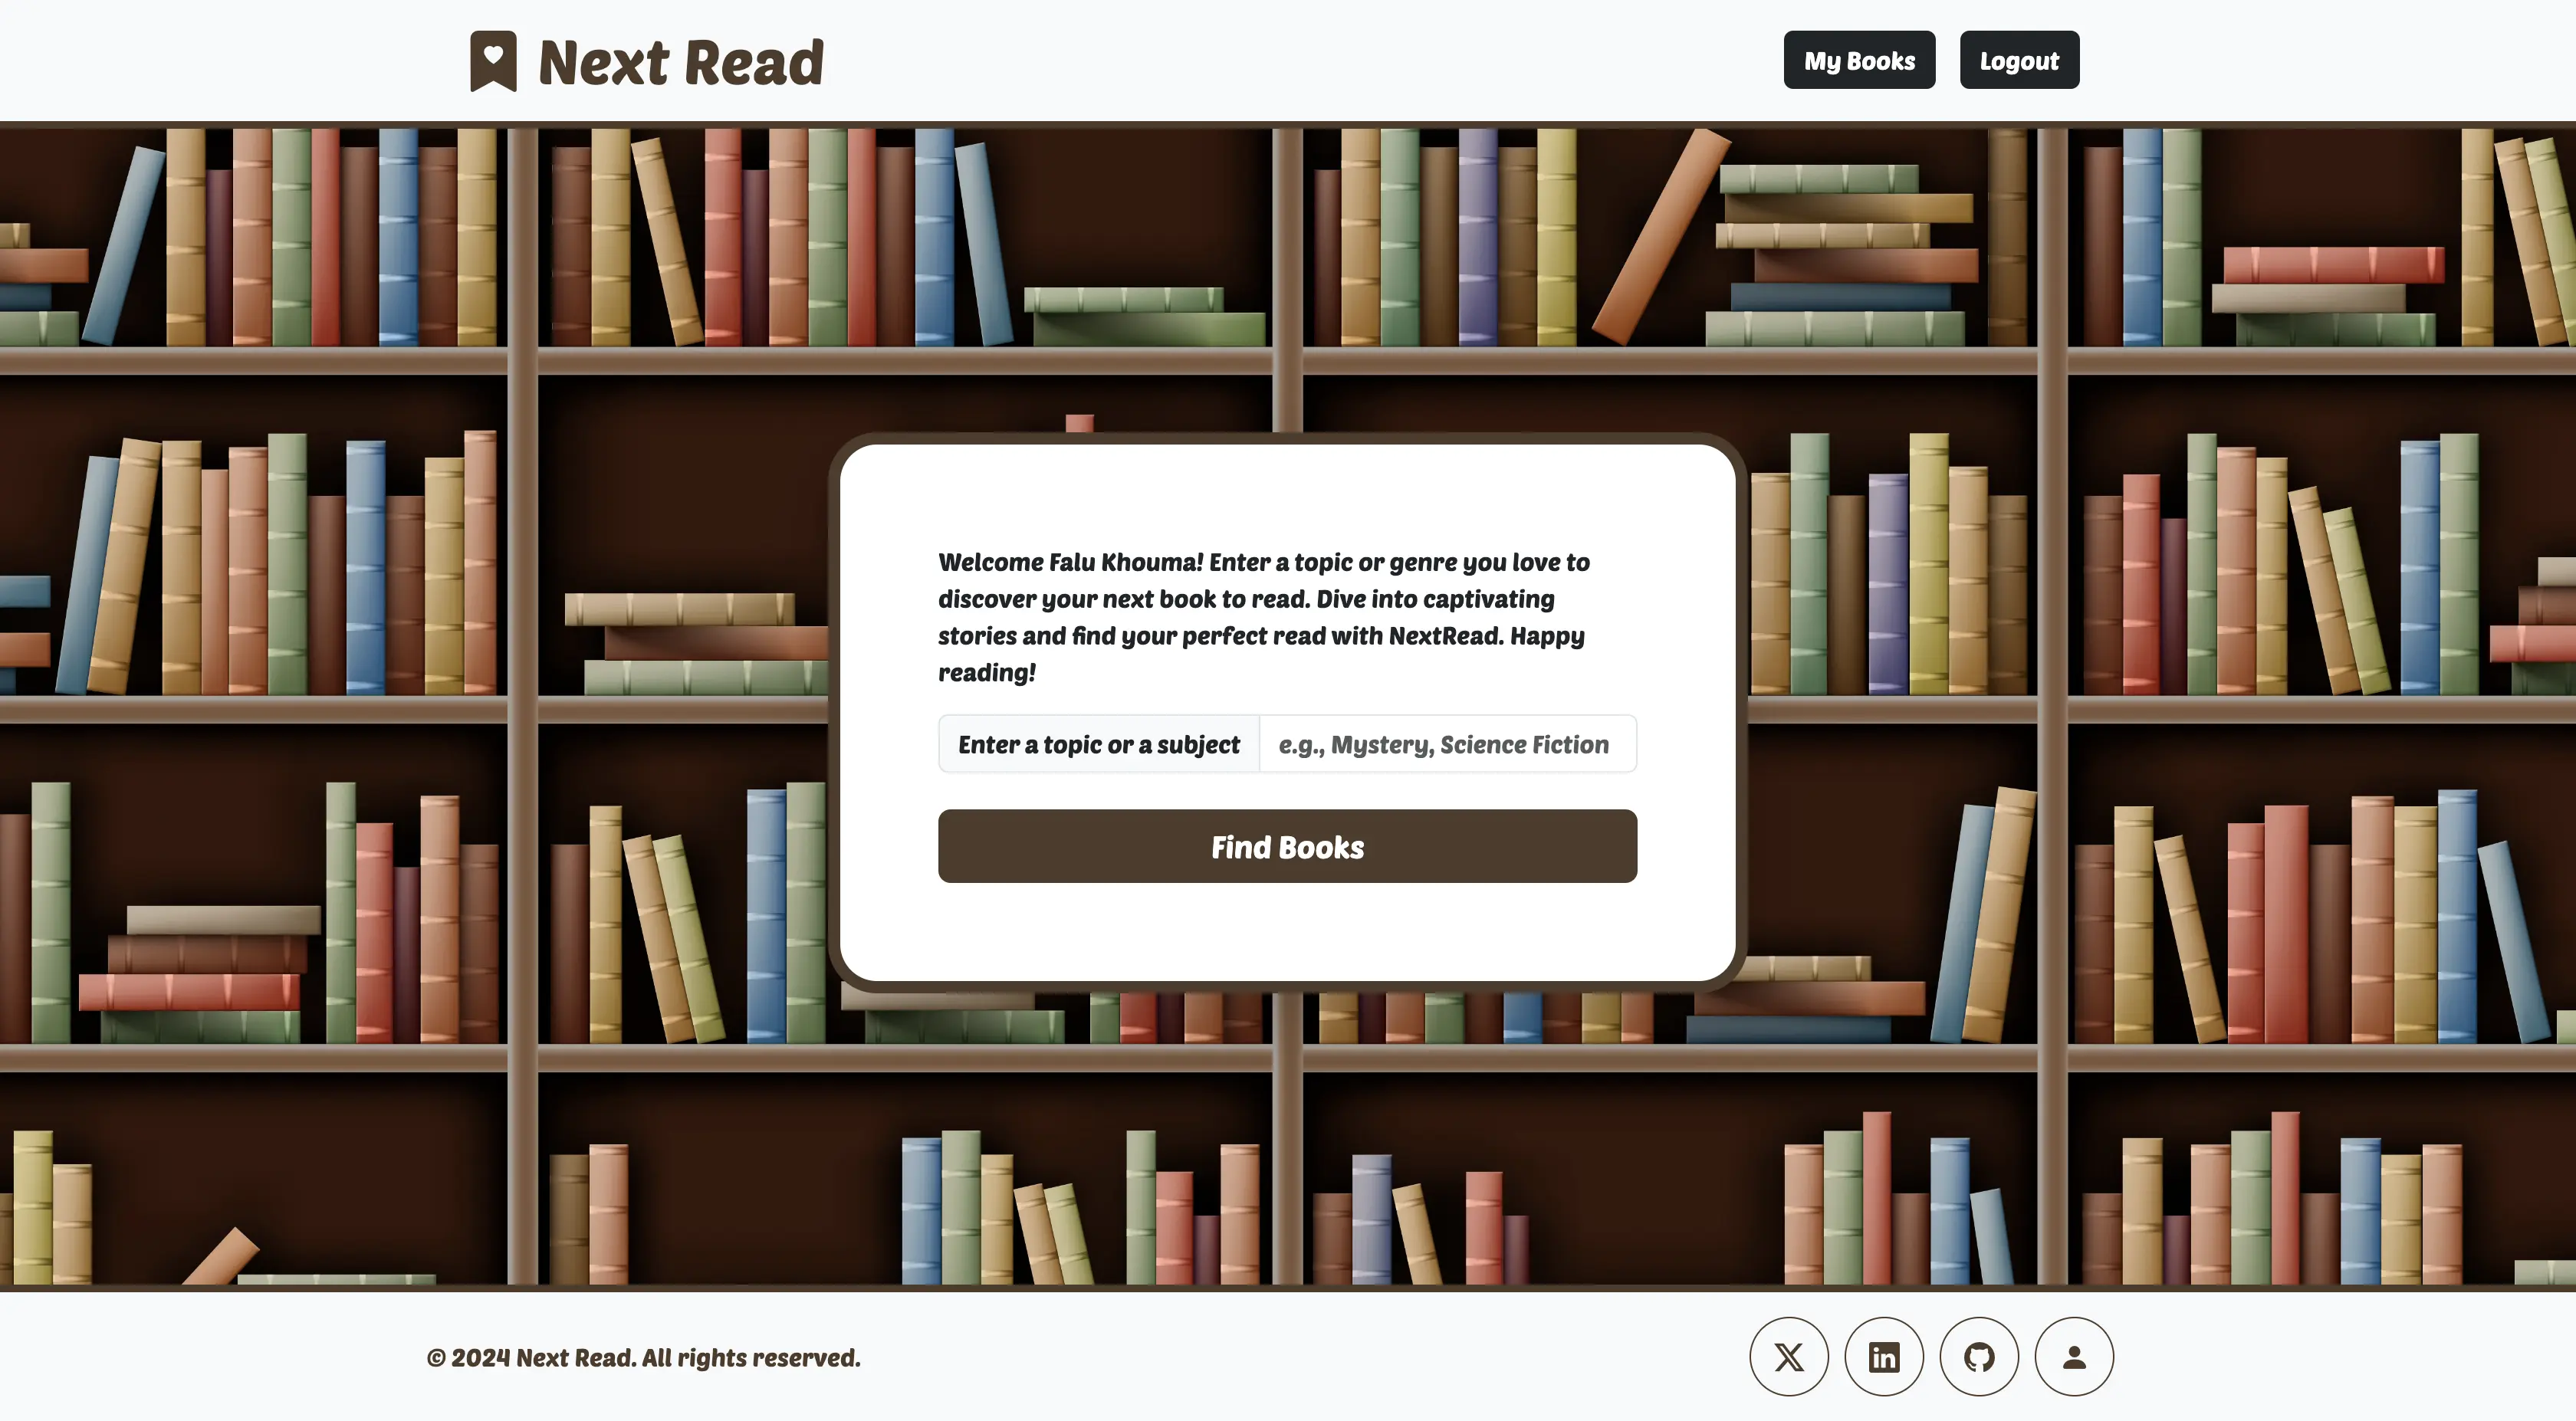 Next Read
My Books
Logout
Welcome Falu Khouma! Enter a topic or genre you love to
discover your next book to read. Dive into captivating
stories and find your perfect read with NextRead. Happy
reading!
Enter a topic or a subject
e.g., Mystery, Science Fiction
Find Books
© 2024 Next Read. All rights reserved.